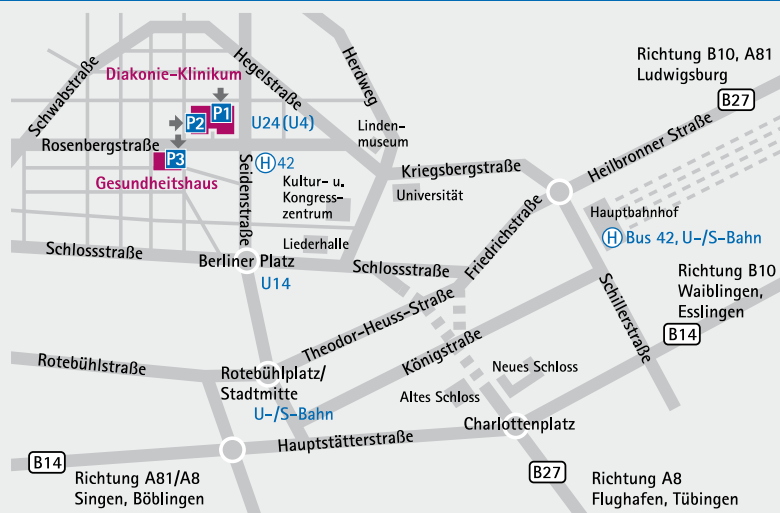 Richtung B10, A81
Ludwigsburg
B27
Heilbronner Straße
Herdweg
Hegelstraße
Schwabstraße
Diakonie-Klinikum
P1
P2
U24 (U4)
Linden-
museum
Rosenbergstraße
P3
Gesundheitshaus
H 42
Seidenstraße
Kultur- u.
Kongress-
zentrum
Kriegsbergstraße
Universität
Friedrichstraße
Hauptbahnhof
H Bus 42, U-/S-Bahn
Liederhalle
Schlossstraße
Berliner Platz
Schlossstraße
U14
Richtung B10
Waiblingen,
Esslingen
B14
Schillerstraße
Theodor-Heuss-Straße
Königstraße
Rotebühlstraße
Rotebühlplatz/
Stadtmitte
U-/S-Bahn
Neues Schloss
Altes Schloss
Charlottenplatz
Hauptstätterstraße
B14
Richtung A81/A8
Singen, Böblingen
B27
Richtung A8
Flughafen, Tübingen